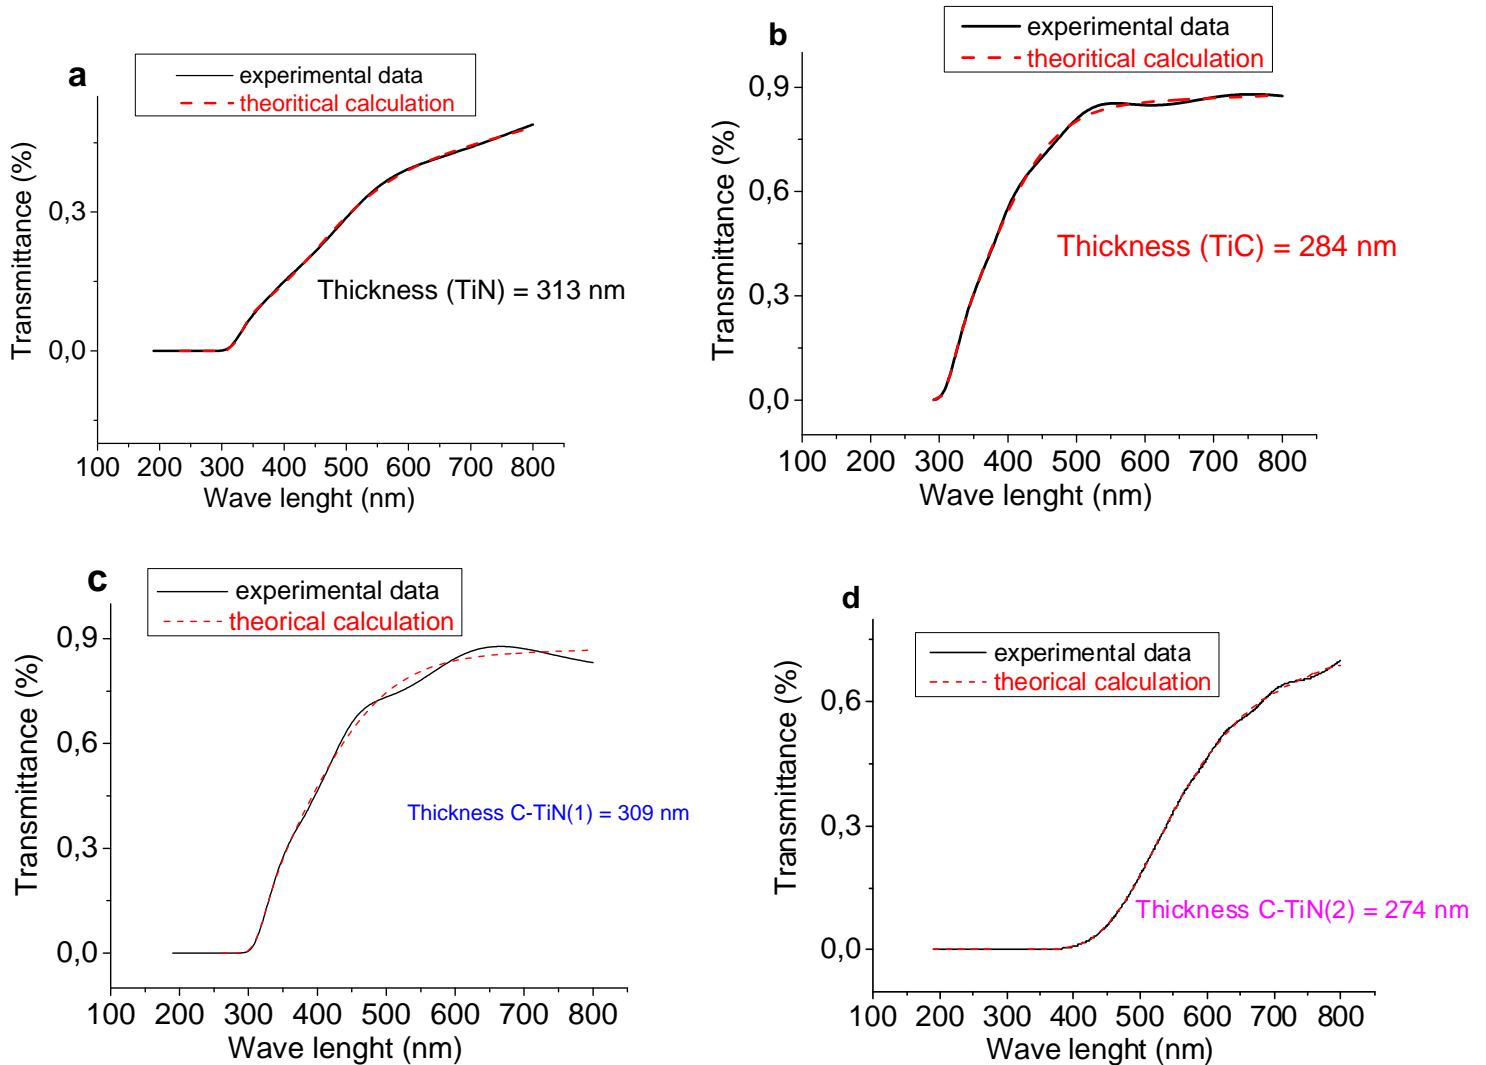 a
experimental data
theoritical calculation
Transmittance (%)
0,3
0,0
Thickness (TiN) = 313 nm
100 200 300 400 500 600 700 800
Wave lenght (nm)
b
experimental data
theoritical calculation
Transmittance (%)
0,9
0,6
0,3
0,0
Thickness (TiC) = 284 nm
100 200 300 400 500 600 700 800
Wave lenght (nm)
c
experimental data
theorical calculation
Transmittance (%)
0,9
0,6
0,3
0,0
Thickness C-TiN(1) = 309 nm
100 200 300 400 500 600 700 800
Wave lenght (nm)
d
experimental data
theorical calculation
Transmittance (%)
0,6
0,3
0,0
Thickness C-TiN(2) = 274 nm
100 200 300 400 500 600 700 800
Wave lenght (nm)